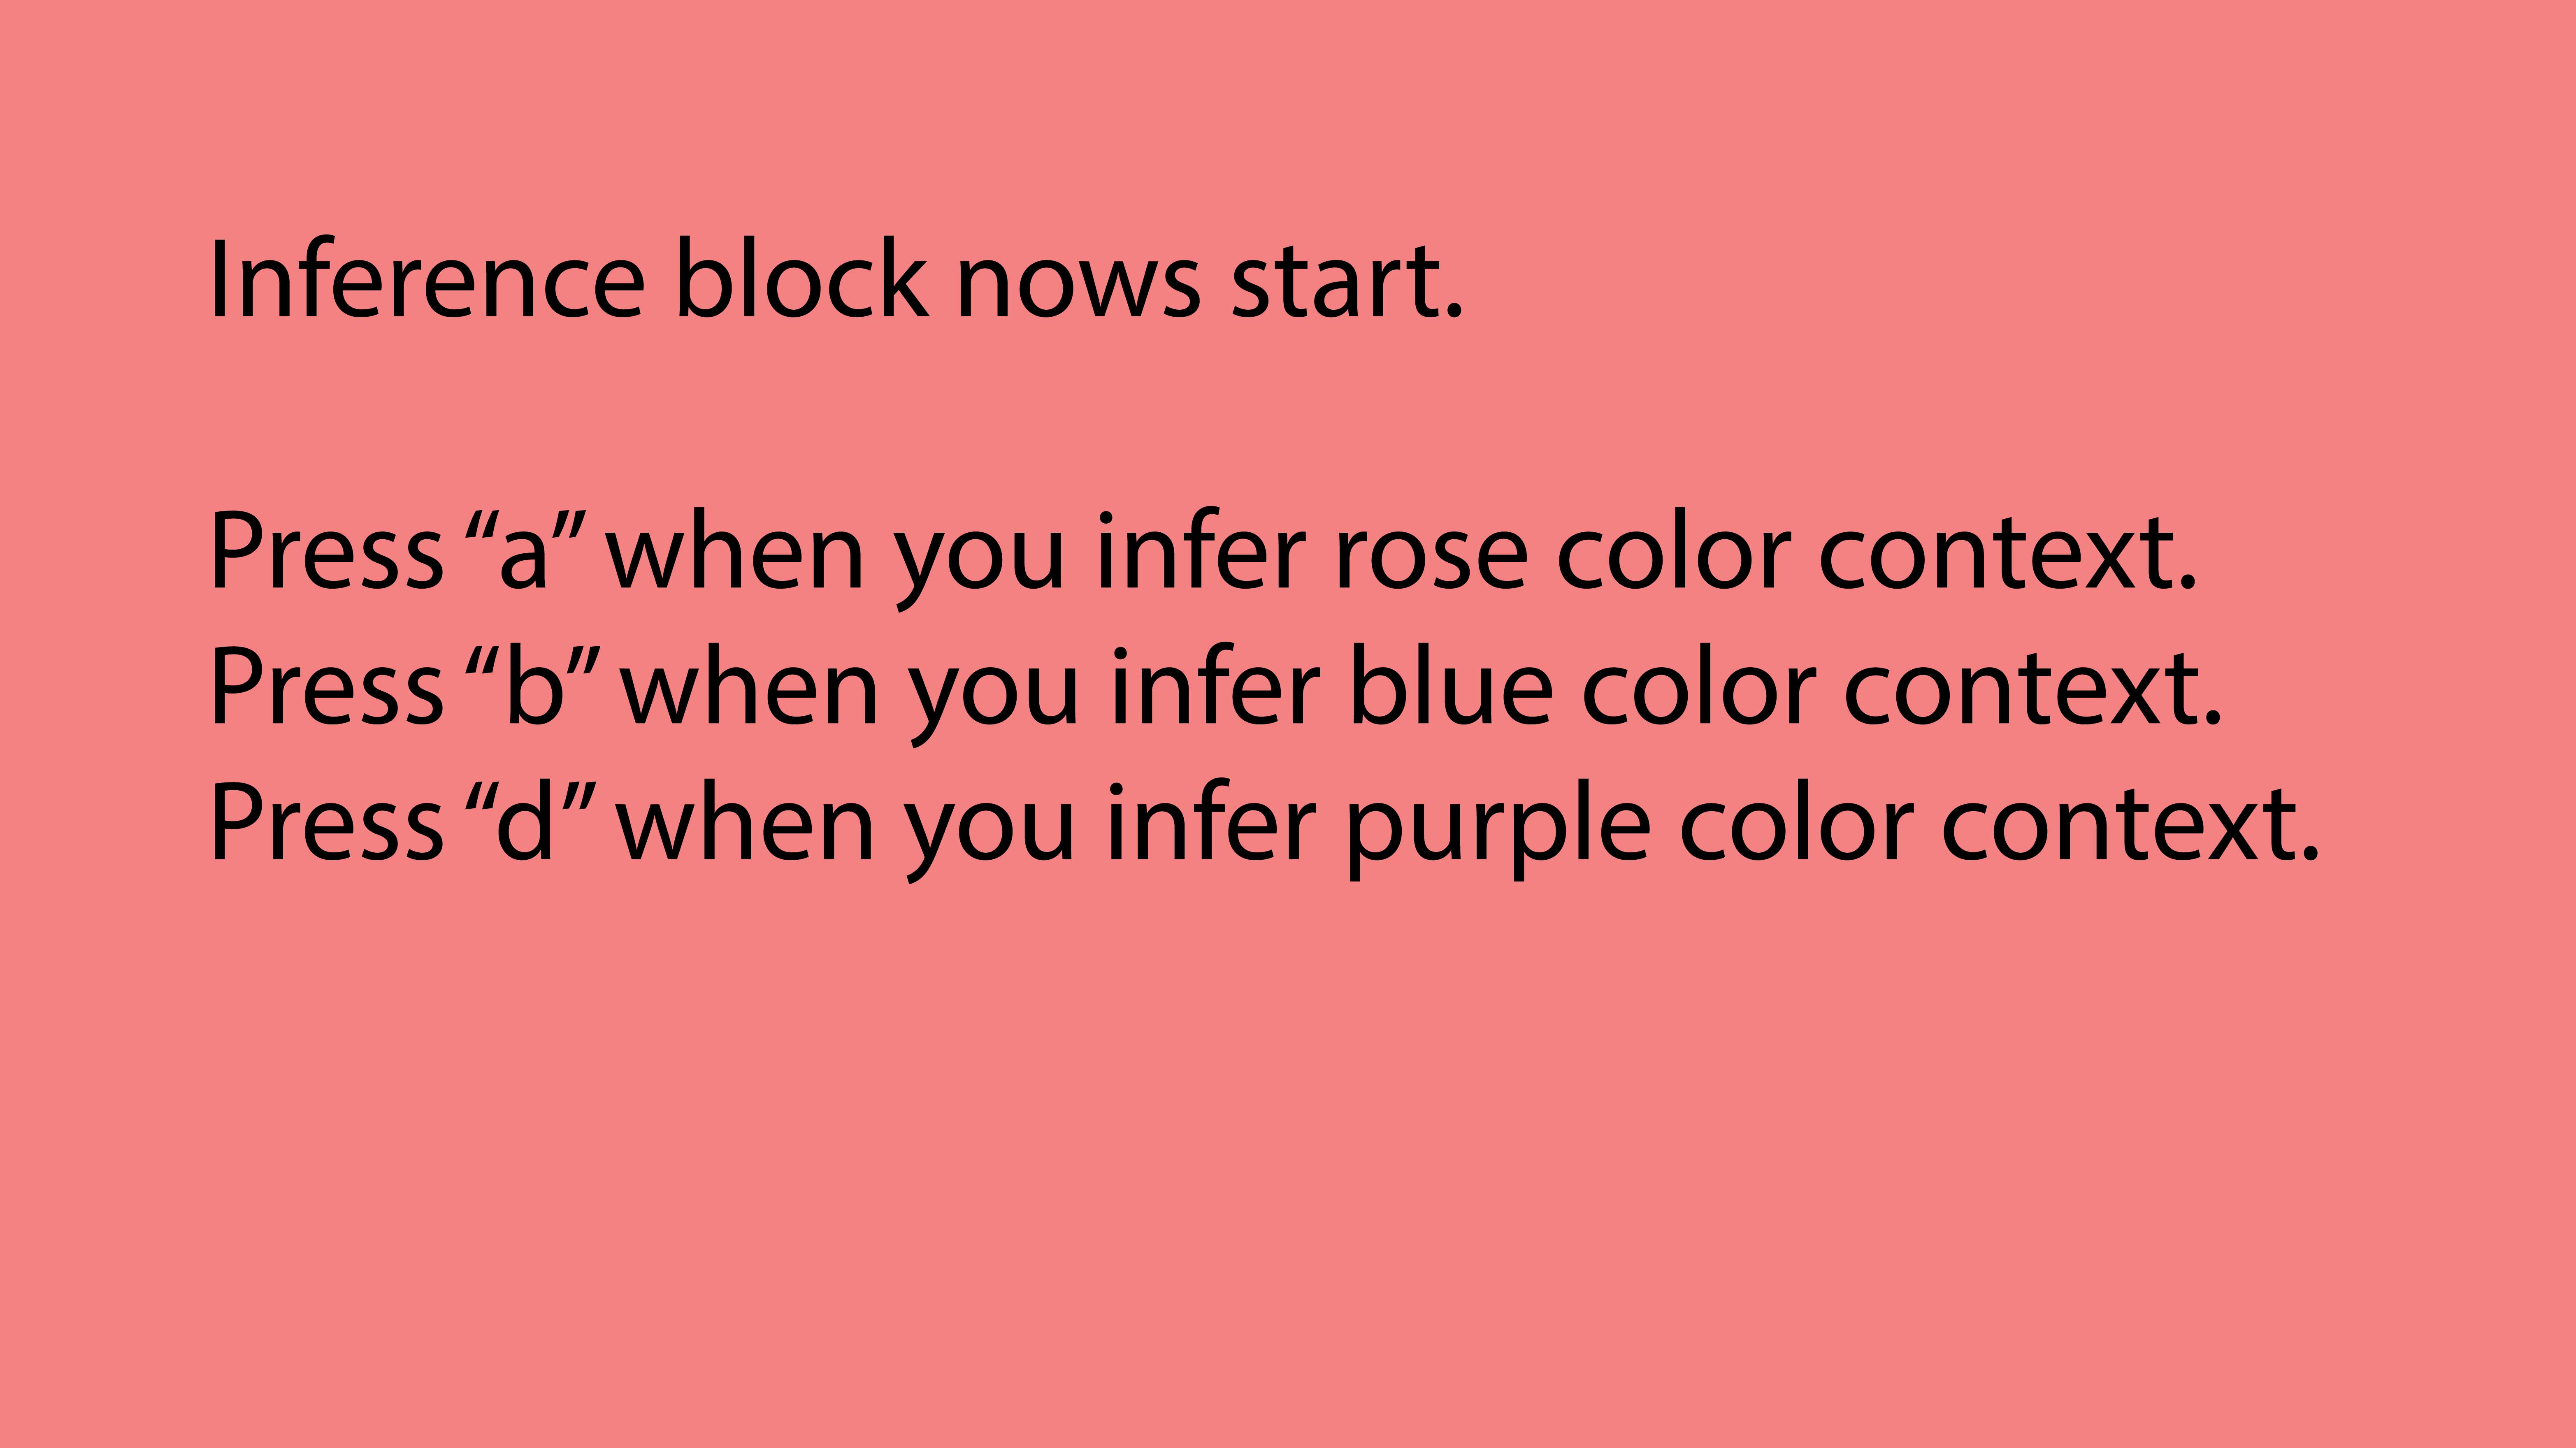 Inference block nows start.
Press “a” when you infer rose color context.
Press “b” when you infer blue color context.
Press “d” when you infer purple color context.